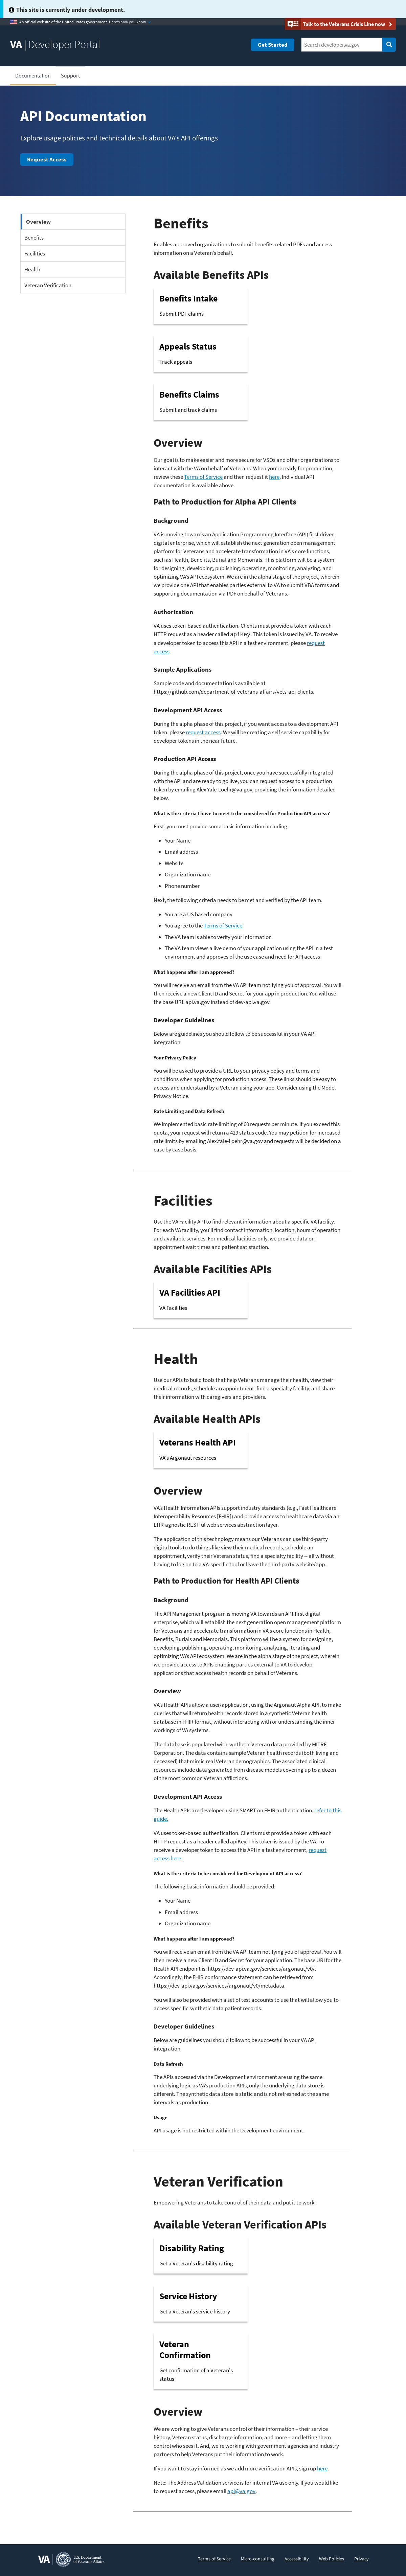 This site is currently under development.
An official website of the United States government. Here's how you know
Talk to the Veterans Crisis Line now
VA | Developer Portal
Get Started
Search developer.va.gov
Documentation
Support
API Documentation
Explore usage policies and technical details about VA's API offerings
Request Access
Overview
Benefits
Facilities
Health
Veteran Verification
Benefits
Enables approved organizations to submit benefits-related PDFs and access
information on a Veteran's behalf.
Available Benefits APIs
Benefits Intake
Submit PDF claims
Appeals Status
Track appeals
Benefits Claims
Submit and track claims
Overview
Our goal is to make easier and more secure for VSOs and other organizations to
interact with the VA on behalf of Veterans. When you're ready for production,
review these Terms of Service and then request it here. Individual API
documentation is available above.
Path to Production for Alpha API Clients
Background
VA is moving towards an Application Programming Interface (API) first driven
digital enterprise, which will establish the next generation open management
platform for Veterans and accelerate transformation in VA's core functions,
such as Health, Benefits, Burial and Memorials. This platform will be a system
for designing, developing, publishing, operating, monitoring, analyzing, and
optimizing VA's API ecosystem. We are in the alpha stage of the project, wherein
we provide one API that enables parties external to VA to submit VBA forms and
supporting documentation via PDF on behalf of Veterans.
Authorization
VA uses token-based authentication. Clients must provide a token with each
HTTP request as a header called apiKey. This token is issued by VA. To receive
a developer token to access this API in a test environment, please request
access.
Sample Applications
Sample code and documentation is available at
https://github.com/department-of-veterans-affairs/vets-api-clients.
Development API Access
During the alpha phase of this project, if you want access to a development API
token, please request access. We will be creating a self service capability for
developer tokens in the near future.
Production API Access
During the alpha phase of this project, once you have successfully integrated
with the API and are ready to go live, you can request access to a production
token by emailing Alex.Yale-Loehr@va.gov, providing the information detailed
below.
What is the criteria I have to meet to be considered for Production API access?
First, you must provide some basic information including:
Your Name
Email address
Website
Organization name
Phone number
Next, the following criteria needs to me met and verified by the API team.
You are a US based company
You agree to the Terms of Service
The VA team is able to verify your information
The VA team views a live demo of your application using the API in a test
environment approves of the use case and need for API access
What happens after I am approved?
You will receive an email from the VA API team notifying you of approval. You will
then receive a new Client ID and Secret for your app in production. You will use
the base URL api.va.gov instead of dev-api.va.gov.
Developer Guidelines
Below are guidelines you should follow to be successful in your VA API
integration.
Your Privacy Policy
You will be asked to provide a URL to your privacy policy and terms and
conditions when applying for production access. These links should be easy to
access and understand by a Veteran using your app. Consider using the Model
Privacy Notice.
Rate Limiting and Data Refresh
We implemented basic rate limiting of 60 requests per minute. If you exceed this
quota, your request will return a 429 status code. You may petition for increased
rate limits by emailing Alex.Yale-Loehr@va.gov and requests will be decided on a
case by case basis.
Facilities
Use the VA Facility API to find relevant information about a specific VA facility.
For each VA facility, you'll find contact information, location, hours of operation
and available services. For medical facilities only, we provide data on
appointment wait times and patient satisfaction.
Available Facilities APIs
VA Facilities API
VA Facilities
Health
Use our APIs to build tools that help Veterans manage their health, view their
medical records, schedule an appointment, find a specialty facility, and share
their information with caregivers and providers.
Available Health APIs
Veterans Health API
VA's Argonaut resources
Overview
VA's Health Information APIs support industry standards (e.g., Fast Healthcare
Interoperability Resources [FHIR]) and provide access to healthcare data via an
EHR-agnostic RESTful web services abstraction layer.
The application of this technology means our Veterans can use third-party
digital tools to do things like view their medical records, schedule an
appointment, verify their Veteran status, find a specialty facility – all without
having to log on to a VA-specific tool or leave the third-party website/app.
Path to Production for Health API Clients
Background
The API Management program is moving VA towards an API-first digital
enterprise, which will establish the next generation open management platform
for Veterans and accelerate transformation in VA's core functions in Health,
Benefits, Burials and Memorials. This platform will be a system for designing,
developing, publishing, operating, monitoring, analyzing, iterating and
optimizing VA's API ecosystem. We are in the alpha stage of the project, wherein
we provide access to APIs enabling parties external to VA to develop
applications that access health records on behalf of Veterans.
Overview
VA's Health APIs allow a user/application, using the Argonaut Alpha API, to make
queries that will return health records stored in a synthetic Veteran health
database in FHIR format, without interacting with or understanding the inner
workings of VA systems.
The database is populated with synthetic Veteran data provided by MITRE
Corporation. The data contains sample Veteran health records (both living and
deceased) that mimic real Veteran demographics. The associated clinical
resources include data generated from disease models covering up to a dozen
of the most common Veteran afflictions.
Development API Access
The Health APIs are developed using SMART on FHIR authentication, refer to this
guide.
VA uses token-based authentication. Clients must provide a token with each
HTTP request as a header called apiKey. This token is issued by the VA. To
receive a developer token to access this API in a test environment, request
access here.
What is the criteria to be considered for Development API access?
The following basic information should be provided:
Your Name
Email address
Organization name
What happens after I am approved?
You will receive an email from the VA API team notifying you of approval. You will
then receive a new Client ID and Secret for your application. The base URI for the
Health API endpoint is: https://dev-api.va.gov/services/argonaut/v0/'.
Accordingly, the FHIR conformance statement can be retrieved from
https://dev-api.va.gov/services/argonaut/v0/metadata.
You will also be provided with a set of test accounts to use that will allow you to
access specific synthetic data patient records.
Developer Guidelines
Below are guidelines you should follow to be successful in your VA API
integration.
Data Refresh
The APIs accessed via the Development environment are using the same
underlying logic as VA's production APIs; only the underlying data store is
different. The synthetic data store is static and is not refreshed at the same
intervals as production.
Usage
API usage is not restricted within the Development environment.
Veteran Verification
Empowering Veterans to take control of their data and put it to work.
Available Veteran Verification APIs
Disability Rating
Get a Veteran's disability rating
Service History
Get a Veteran's service history
Veteran
Confirmation
Get confirmation of a Veteran's
status
Overview
We are working to give Veterans control of their information – their service
history, Veteran status, discharge information, and more – and letting them
control who sees it. And, we're working with government agencies and industry
partners to help Veterans put their information to work.
If you want to stay informed as we add more verification APIs, sign up here.
Note: The Address Validation service is for internal VA use only. If you would like
to request access, please email api@va.gov.
VA
U.S. Department
of Veterans Affairs
Terms of Service
Micro-consulting
Accessibility
Web Policies
Privacy